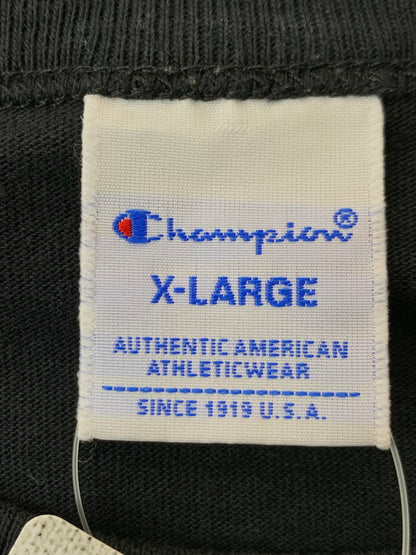 Champion®
X-LARGE
AUTHENTIC AMERICAN
ATHLETICWEAR
SINCE 1919 U.S.A.